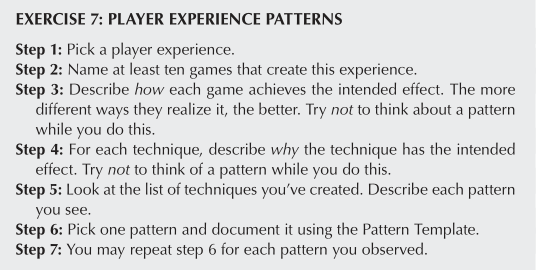 EXERCISE 7: PLAYER EXPERIENCE PATTERNS
Step 1: Pick a player experience.
Step 2: Name at least ten games that create this experience.
Step 3: Describe how each game achieves the intended effect. The more
different ways they realize it, the better. Try not to think about a pattern
while you do this.
Step 4: For each technique, describe why the technique has the intended
effect. Try not to think of a pattern while you do this.
Step 5: Look at the list of techniques you've created. Describe each pattern
you see.
Step 6: Pick one pattern and document it using the Pattern Template.
Step 7: You may repeat step 6 for each pattern you observed.